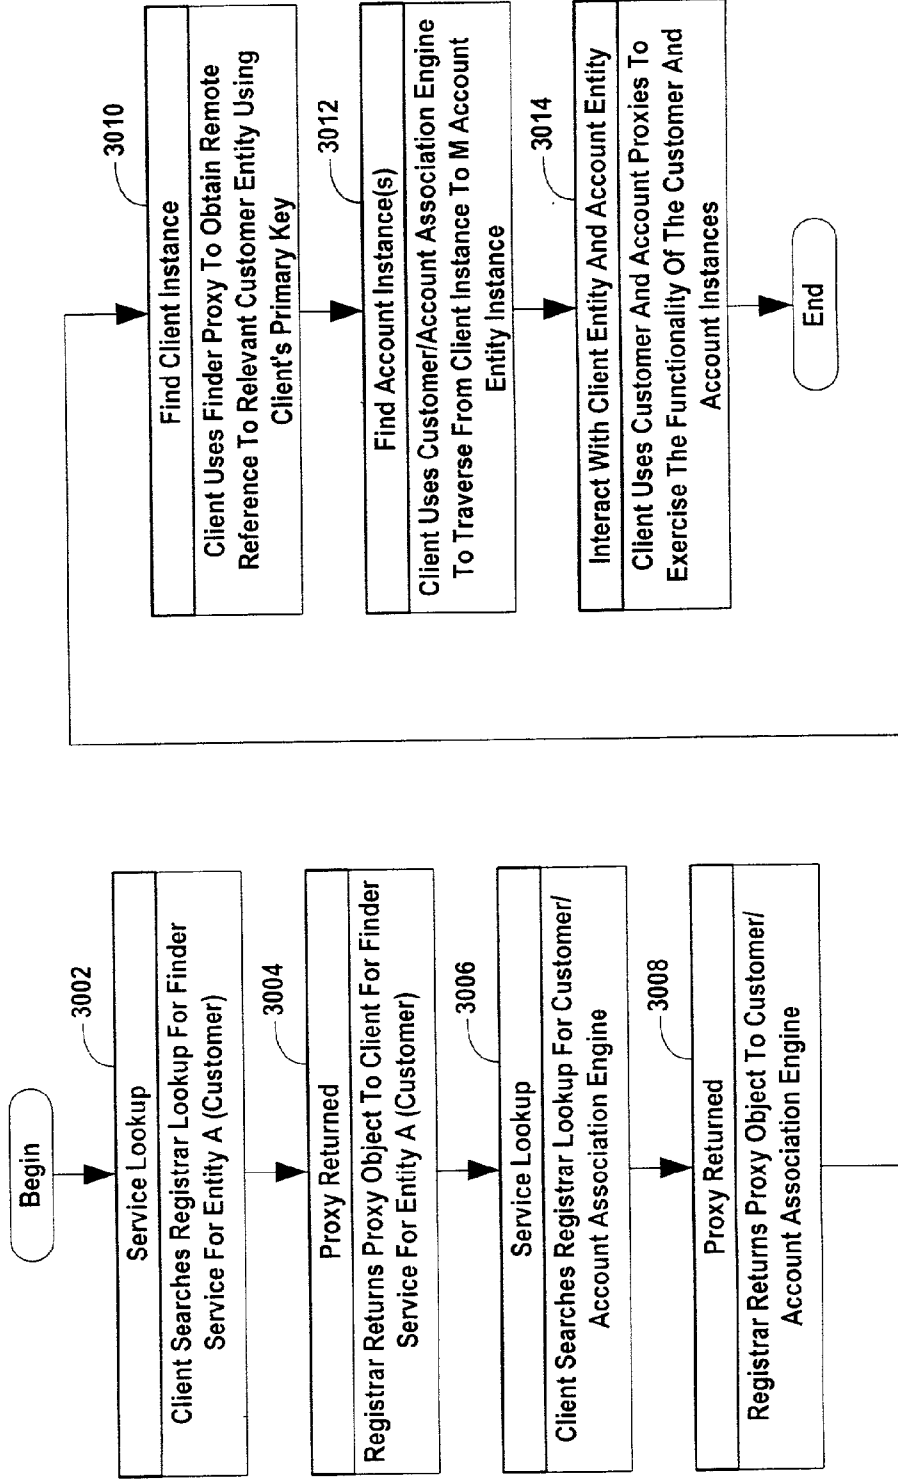 Begin
3002
Service Lookup
Client Searches Registrar Lookup For Finder
Service For Entity A (Customer)
3004
Proxy Returned
Registrar Returns Proxy Object To Client For Finder
Service For Entity A (Customer)
3006
Service Lookup
Client Searches Registrar Lookup For Customer/
Account Association Engine
3008
Proxy Returned
Registrar Returns Proxy Object To Customer/
Account Association Engine
3010
Find Client Instance
Client Uses Finder Proxy To Obtain Remote
Reference To Relevant Customer Entity Using
Client's Primary Key
3012
Find Account Instance(s)
Client Uses Customer/Account Association Engine
To Traverse From Client Instance To M Account
Entity Instance
3014
Interact With Client Entity And Account Entity
Client Uses Customer And Account Proxies To
Exercise The Functionality Of The Customer And
Account Instances
End